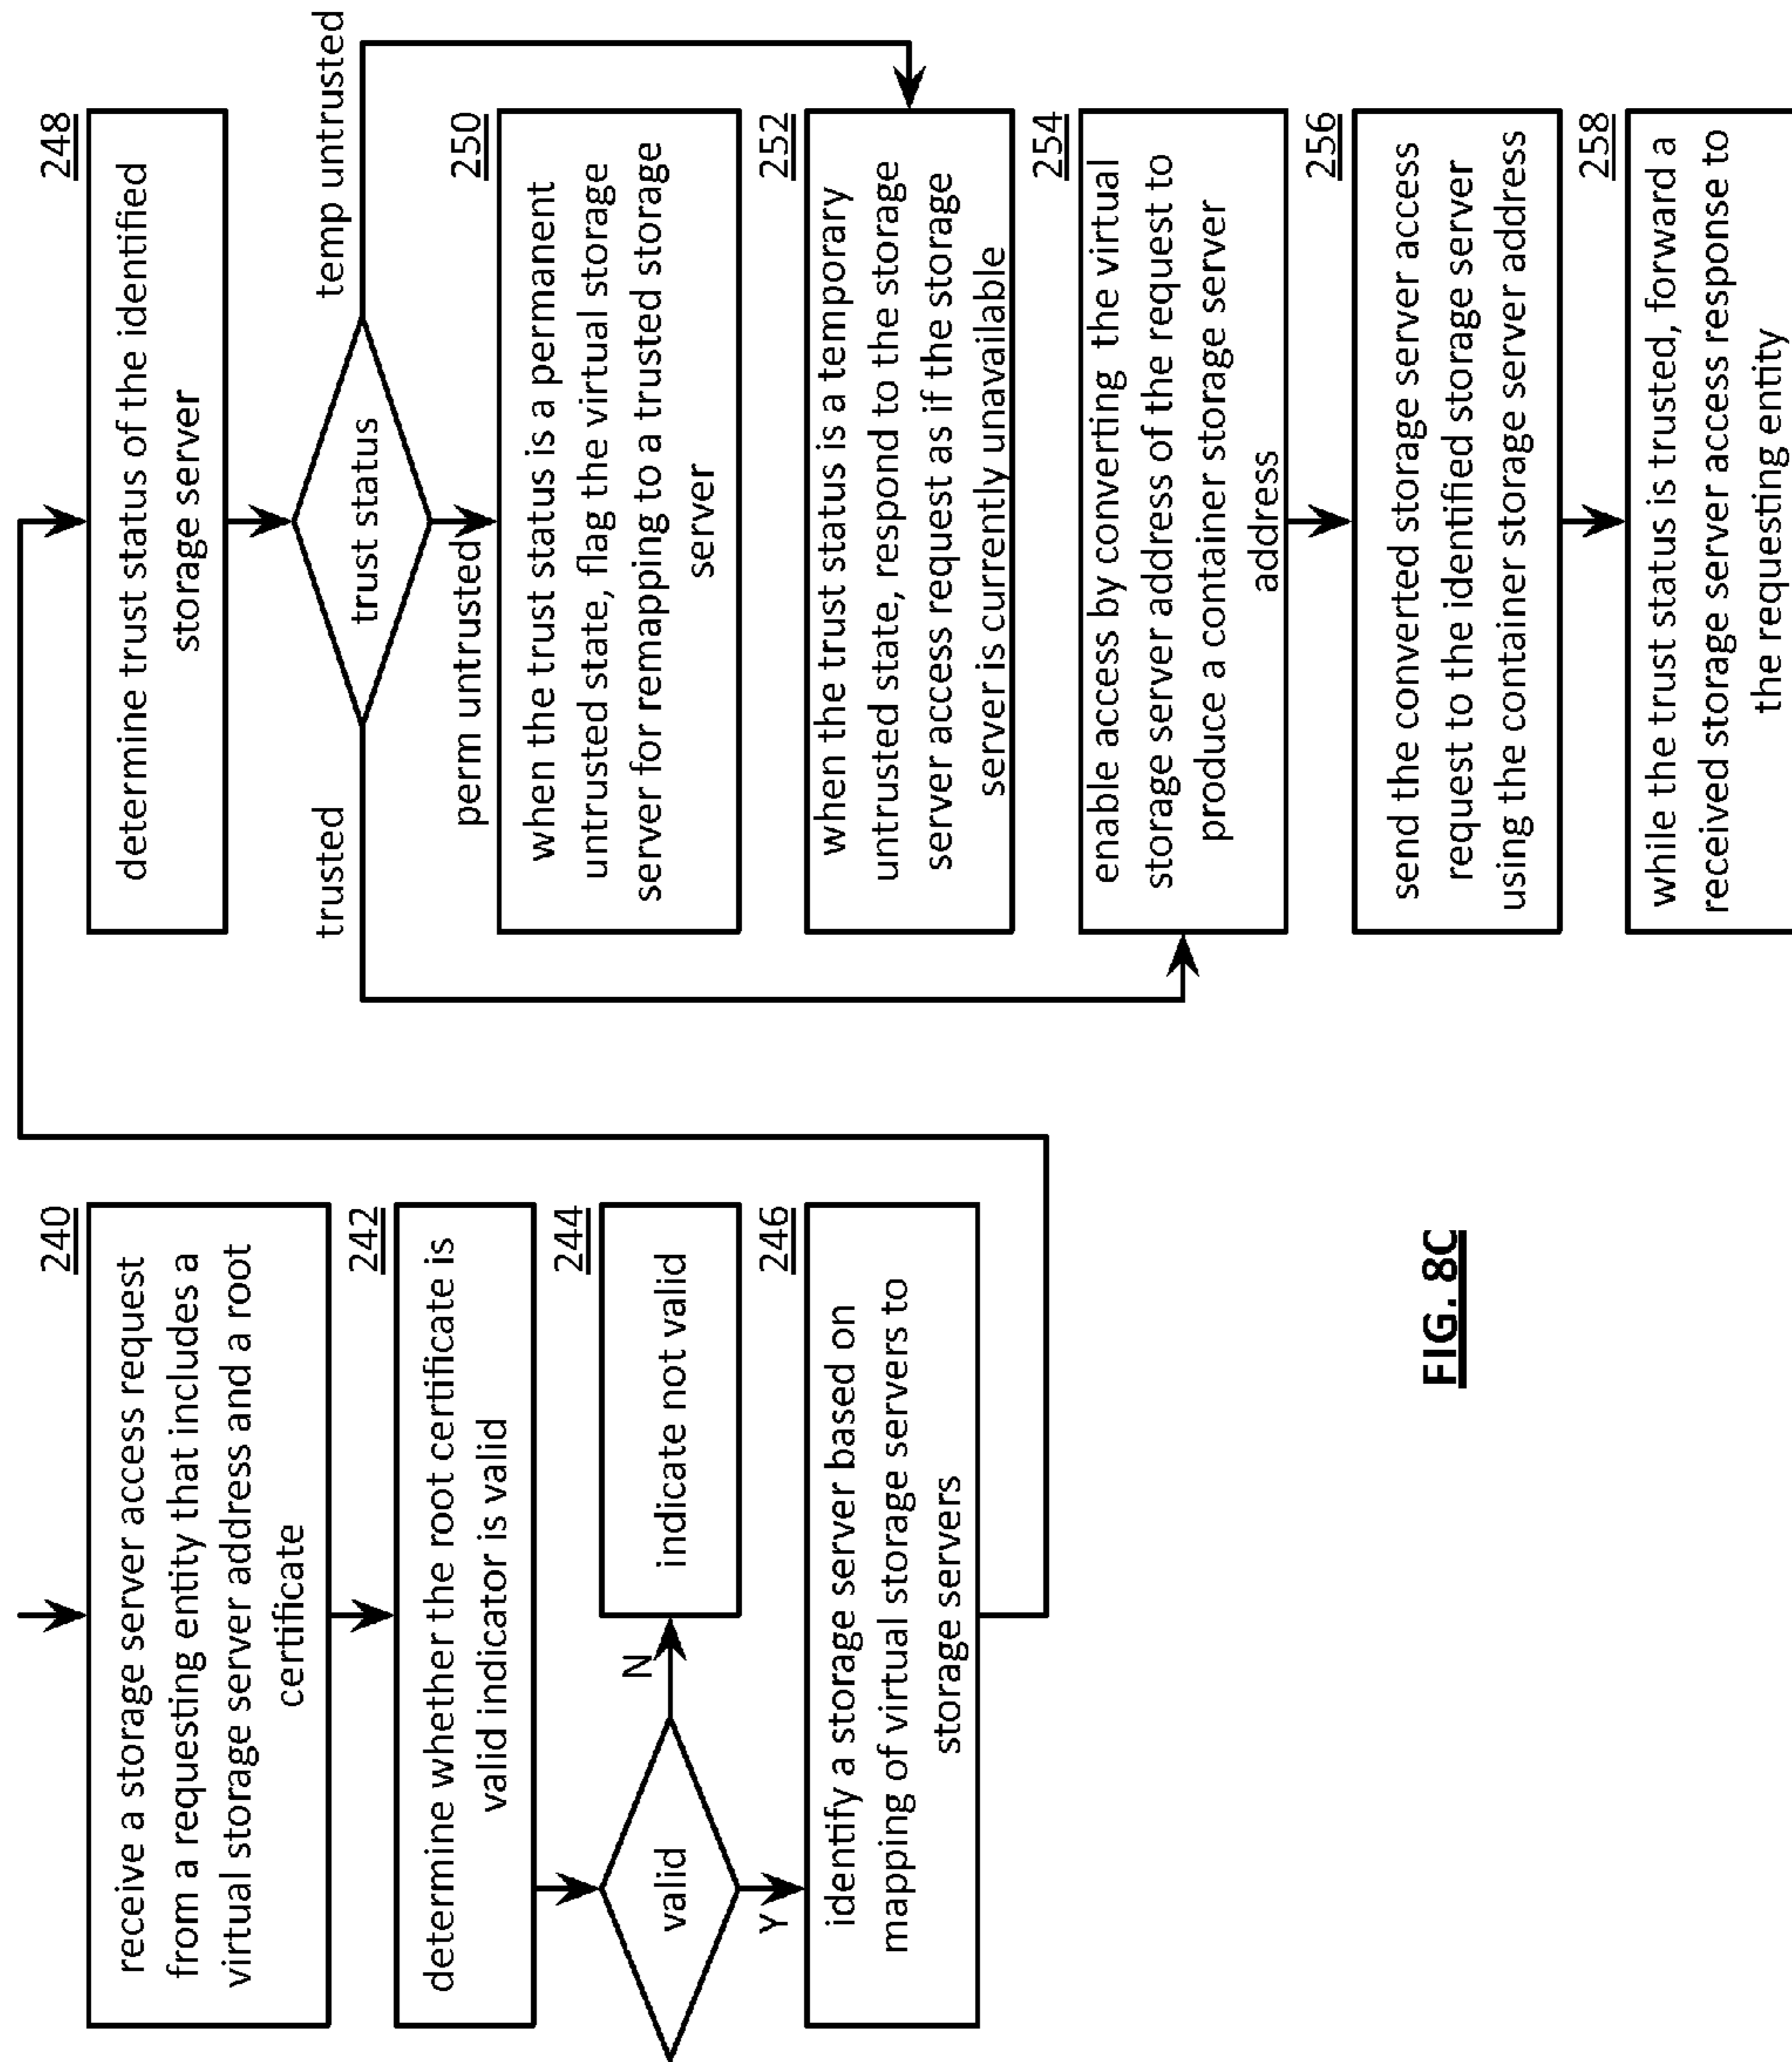 240
receive a storage server access request
from a requesting entity that includes a
virtual storage server address and a root
certificate
242
determine whether the root certificate is
valid indicator is valid
valid
N
Y
244
indicate not valid
246
identify a storage server based on
mapping of virtual storage servers to
storage servers
248
determine trust status of the identified
storage server
trust status
trusted
perm untrusted
temp untrusted
250
when the trust status is a permanent
untrusted state, flag the virtual storage
server for remapping to a trusted storage
server
252
when the trust status is a temporary
untrusted state, respond to the storage
server access request as if the storage
server is currently unavailable
254
enable access by converting the virtual
storage server address of the request to
produce a container storage server
address
256
send the converted storage server access
request to the identified storage server
using the container storage server address
258
while the trust status is trusted, forward a
received storage server access response to
the requesting entity
FIG. 8C